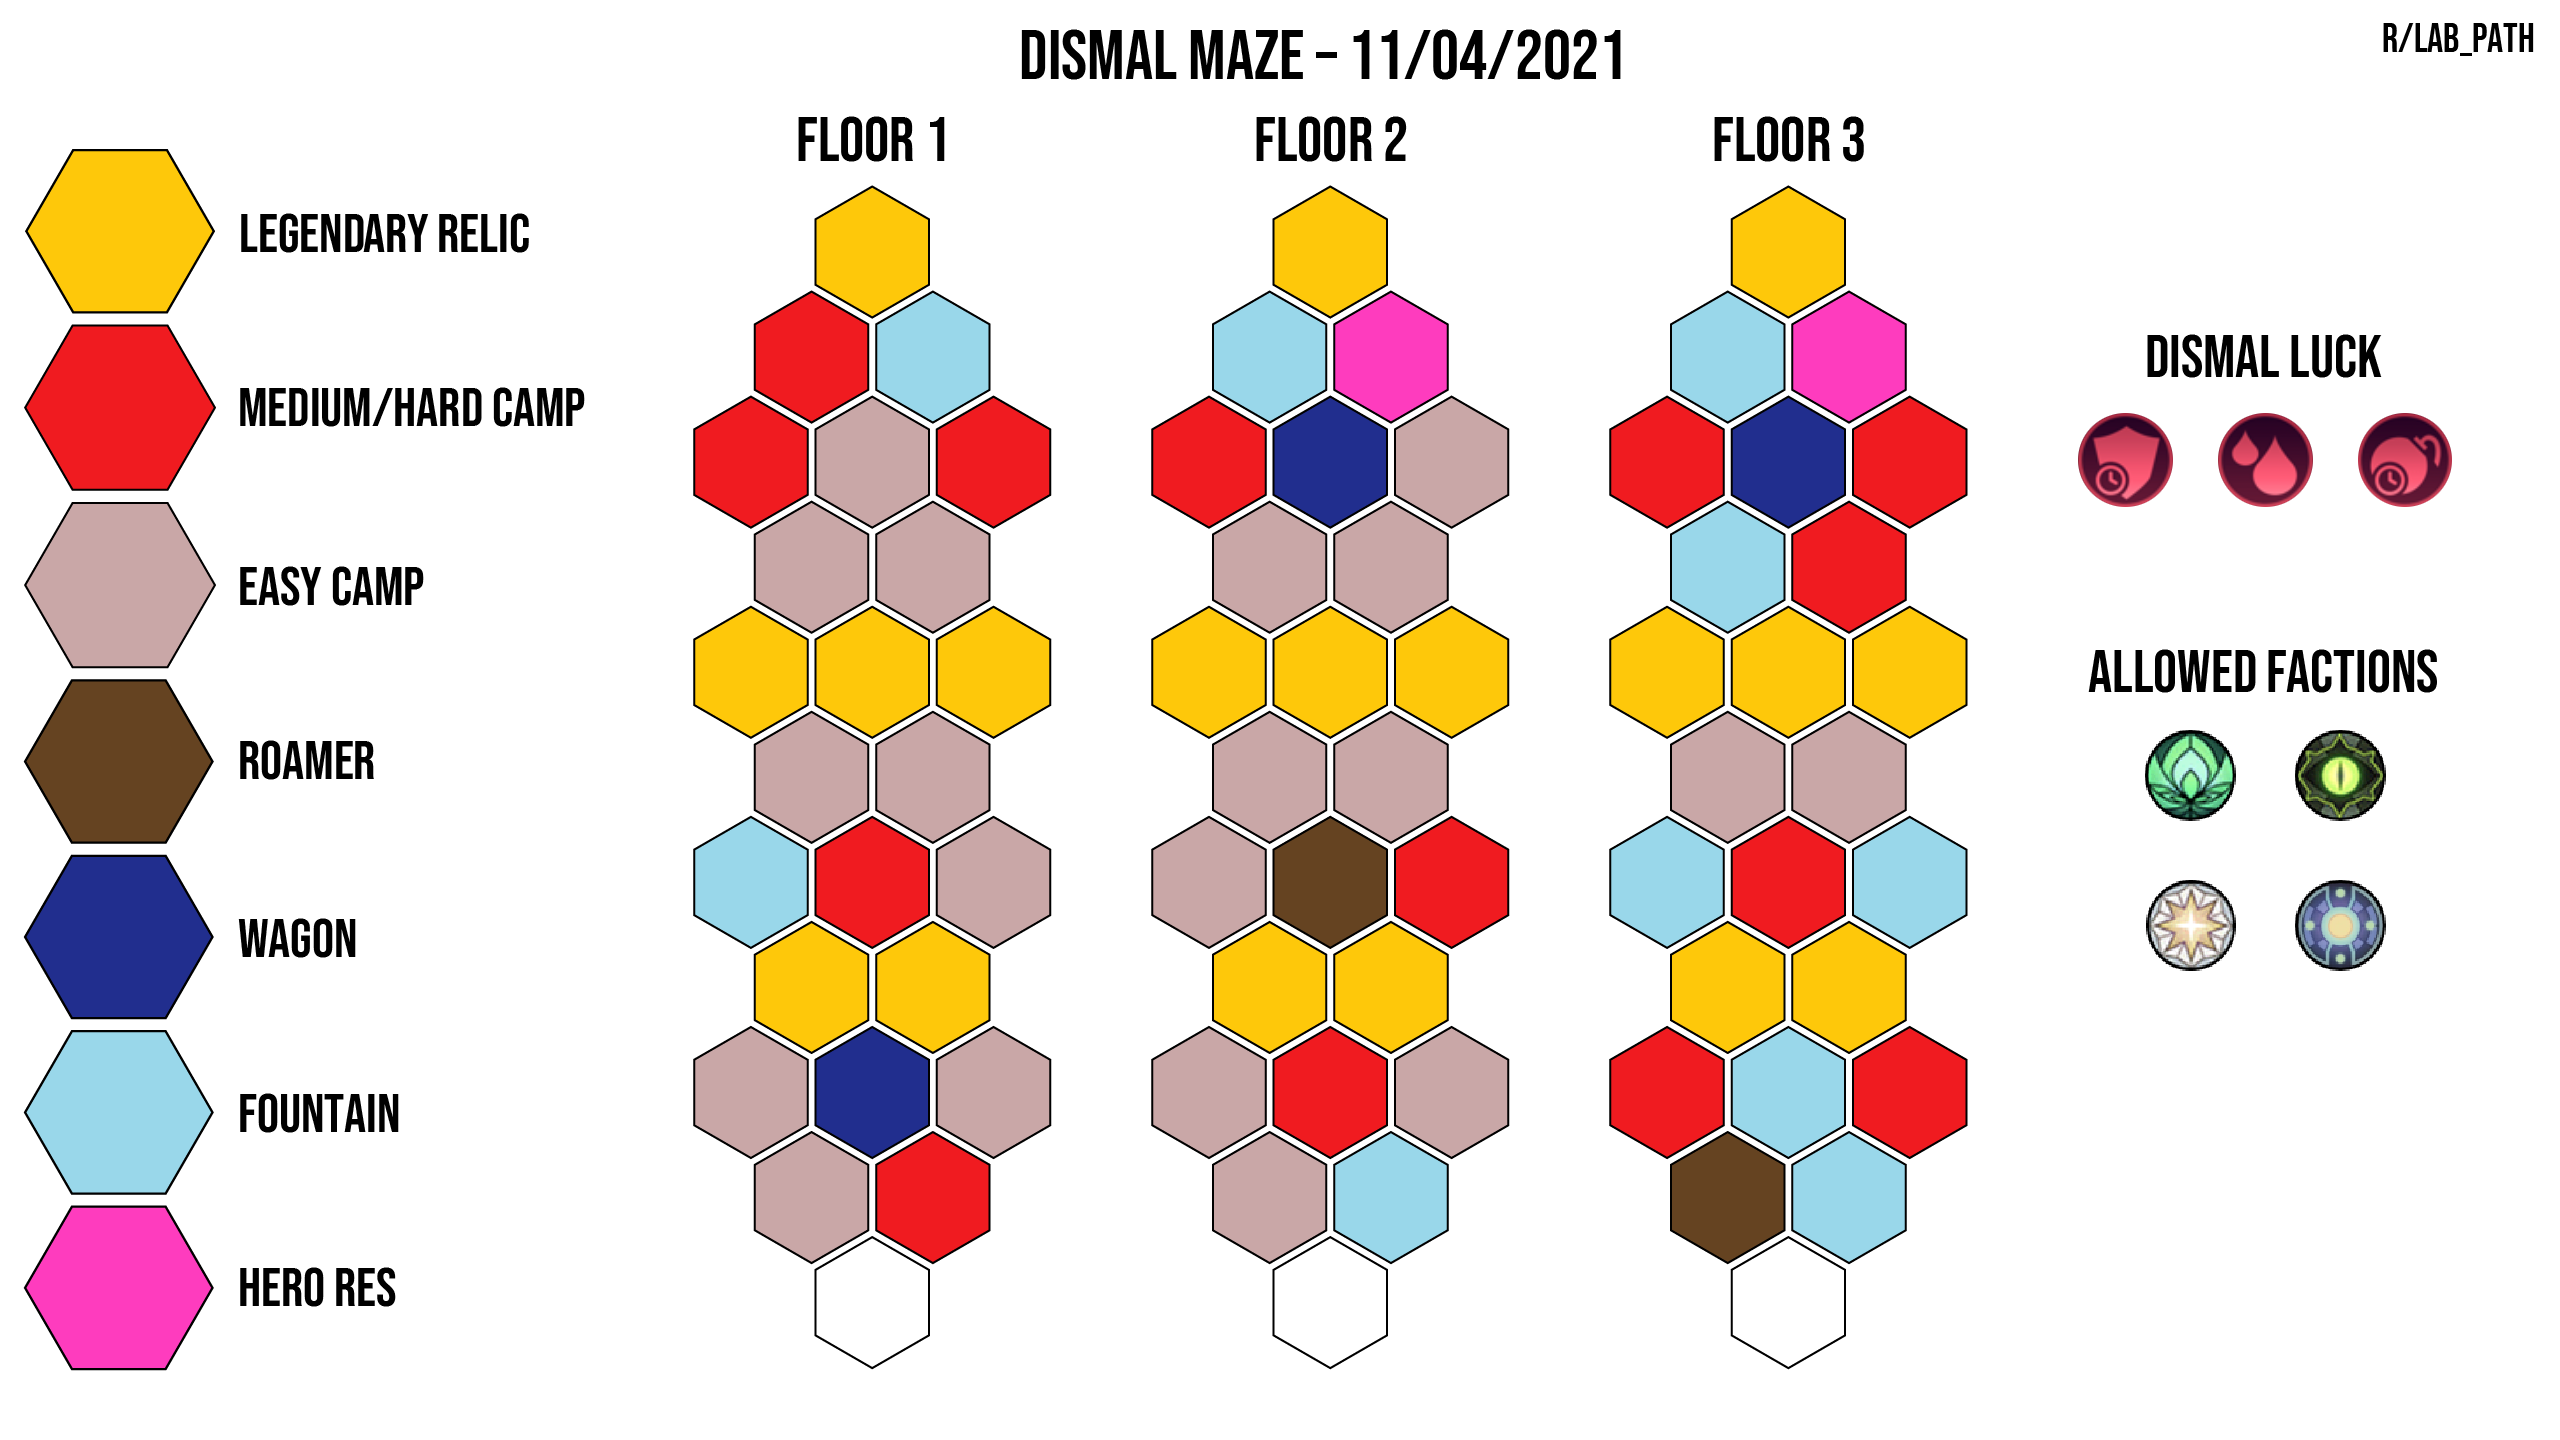 DISMAL MAZE – 11/04/2021
R/LAB_PATH
FLOOR 1
FLOOR 2
FLOOR 3
LEGENDARY RELIC
MEDIUM/HARD CAMP
EASY CAMP
ROAMER
WAGON
FOUNTAIN
HERO RES
DISMAL LUCK
ALLOWED FACTIONS